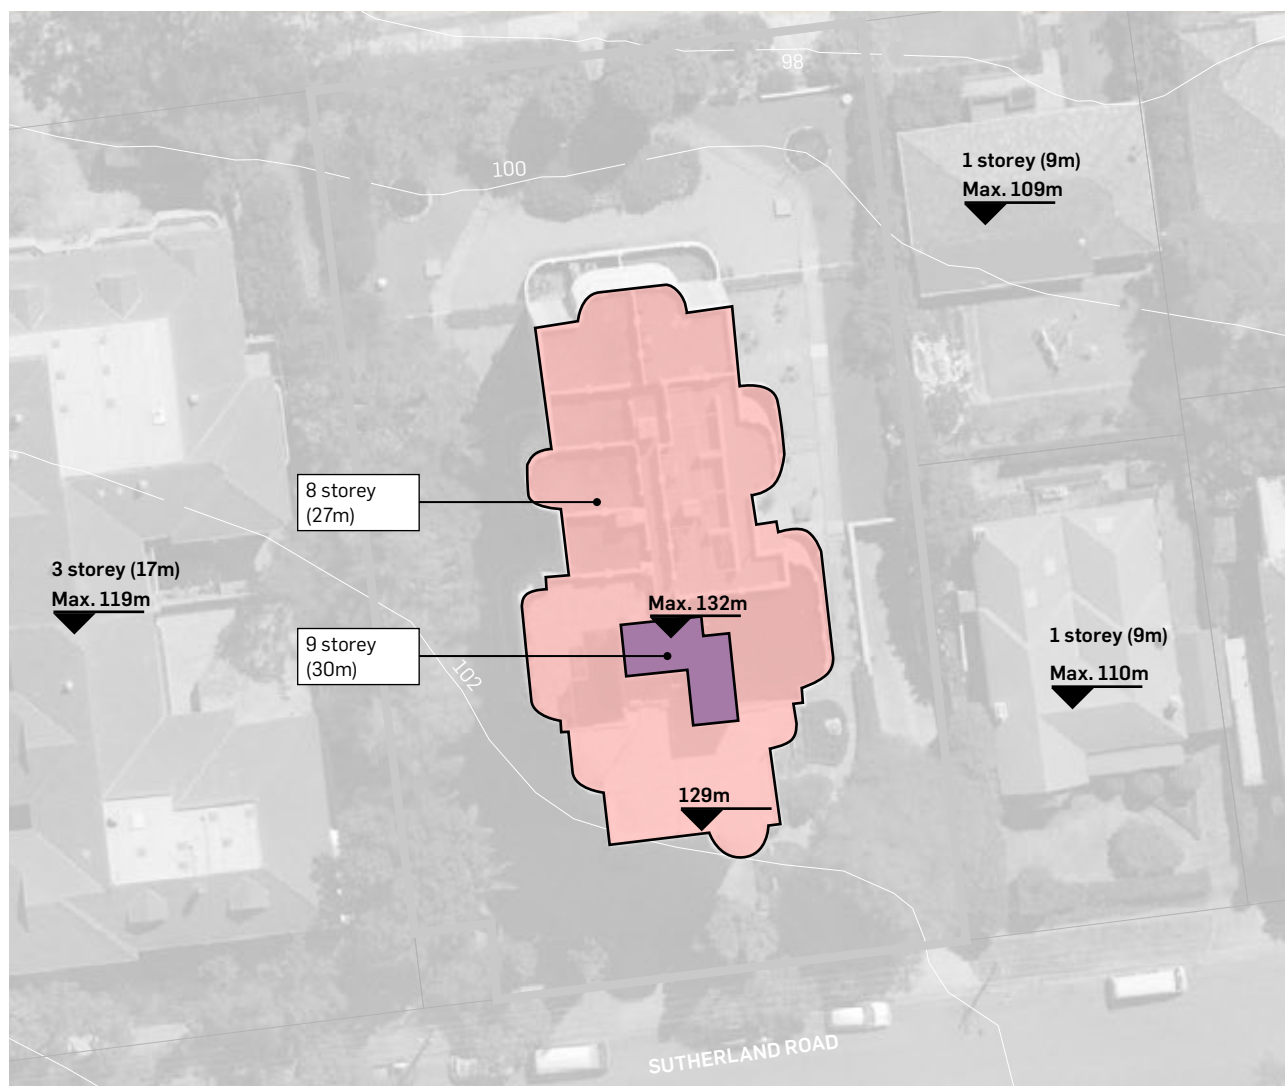 98
100
1 storey (9m)
Max. 109m
8 storey
(27m)
3 storey (17m)
Max. 119m
Max. 132m
9 storey
(30m)
102
1 storey (9m)
Max. 110m
129m
SUTHERLAND ROAD